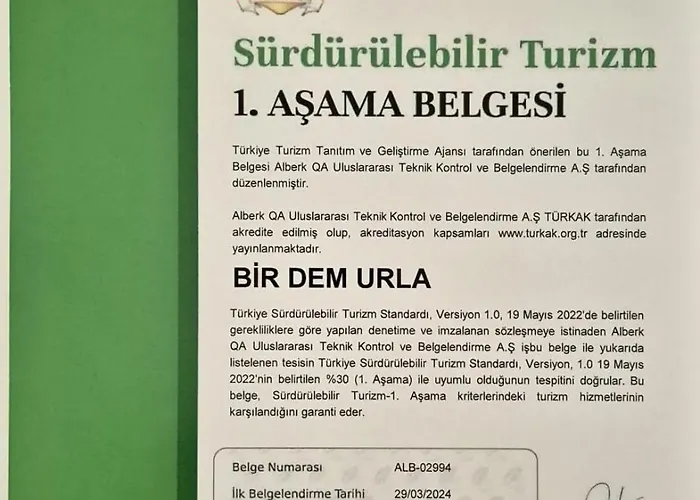 Sürdürülebilir Turizm
1. AŞAMA BELGESİ
Türkiye Turizm Tanıtım ve Geliştirme Ajansı tarafından önerilen bu 1. Aşama
Belgesi Alberk QA Uluslararası Teknik Kontrol ve Belgelendirme A.Ş tarafından
düzenlenmiştir.
Alberk QA Uluslararası Teknik Kontrol ve Belgelendirme A.Ş TÜRKAK tarafından
akredite edilmiş olup, akreditasyon kapsamları www.turkak.org.tr adresinde
yayınlanmaktadır.
BİR DEM URLA
Türkiye Sürdürülebilir Turizm Standardı, Versiyon 1.0, 19 Mayıs 2022'de belirtilen
gerekliliklere göre yapılan denetime ve imzalanan sözleşmeye istinaden Alberk
QA Uluslararası Teknik Kontrol ve Belgelendirme A.Ş işbu belge ile yukarıda
listelenen tesisin Türkiye Sürdürülebilir Turizm Standardı, Versiyon, 1.0 19 Mayıs
2022'nin belirtilen %30 (1. Aşama) ile uyumlu olduğunun tespitini doğrular. Bu
belge, Sürdürülebilir Turizm-1. Aşama kriterlerindeki turizm hizmetlerinin
karşılandığını garanti eder.
Belge Numarası ALB-02994
İlk Belgelendirme Tarihi 29/03/2024